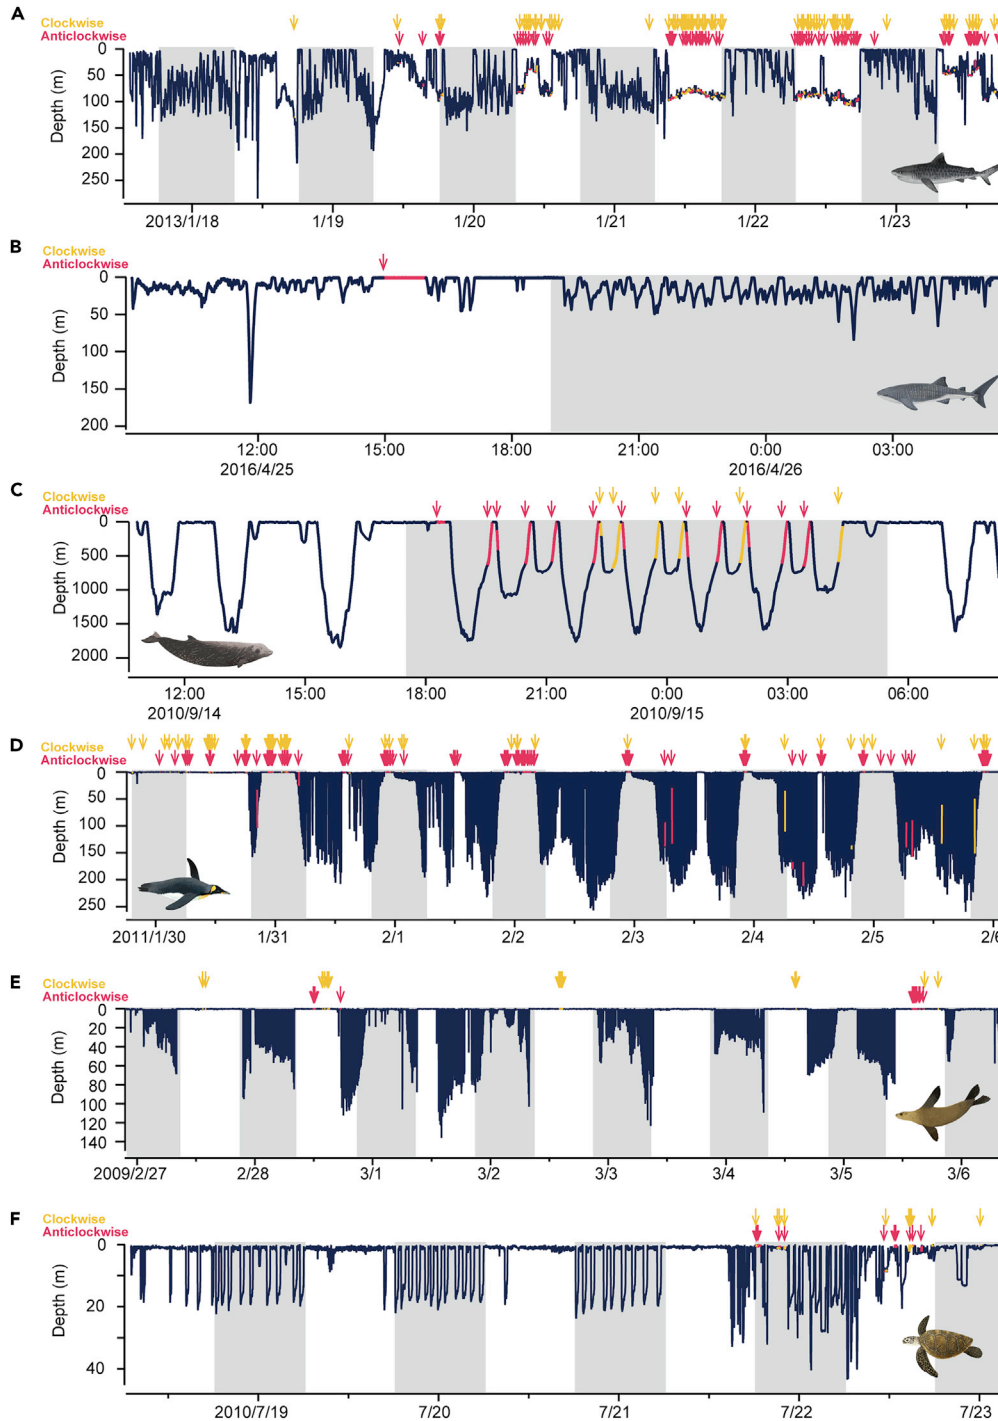 A
Clockwise
Anticlockwise
0
50
100
150
200
250
Depth (m)
2013/1/18 1/19 1/20 1/21 1/22 1/23
B
Clockwise
Anticlockwise
0
50
100
150
200
Depth (m)
12:00 15:00 18:00 21:00 0:00 03:00
2016/4/25 2016/4/26
C
Clockwise
Anticlockwise
0
500
1000
1500
2000
Depth (m)
12:00 15:00 18:00 21:00 0:00 03:00 06:00
2010/9/14 2010/9/15
D
Clockwise
Anticlockwise
0
50
100
150
200
250
Depth (m)
2011/1/30 1/31 2/1 2/2 2/3 2/4 2/5 2/6
E
Clockwise
Anticlockwise
0
20
40
60
80
100
120
140
Depth (m)
2009/2/27 2/28 3/1 3/2 3/3 3/4 3/5 3/6
F
Clockwise
Anticlockwise
0
20
40
Depth (m)
2010/7/19 7/20 7/21 7/22 7/23